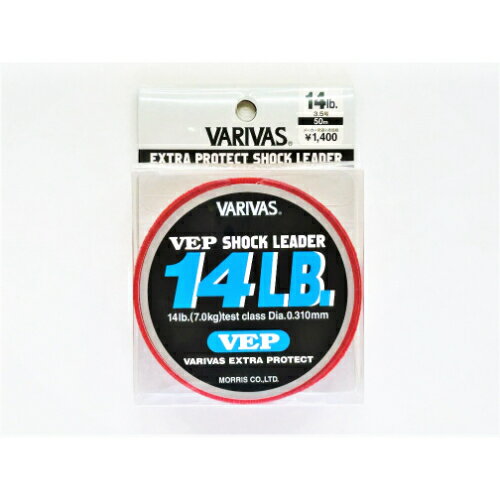 14lb.
3.5号
50m
VARIVAS®
¥1,400
EXTRA PROTECT SHOCK LEADER
VARIVAS®
VEP SHOCK LEADER
14LB.
14lb.(7.0kg)test class Dia.0.310mm
VEP
VARIVAS EXTRA PROTECT
MORRIS CO.,LTD.